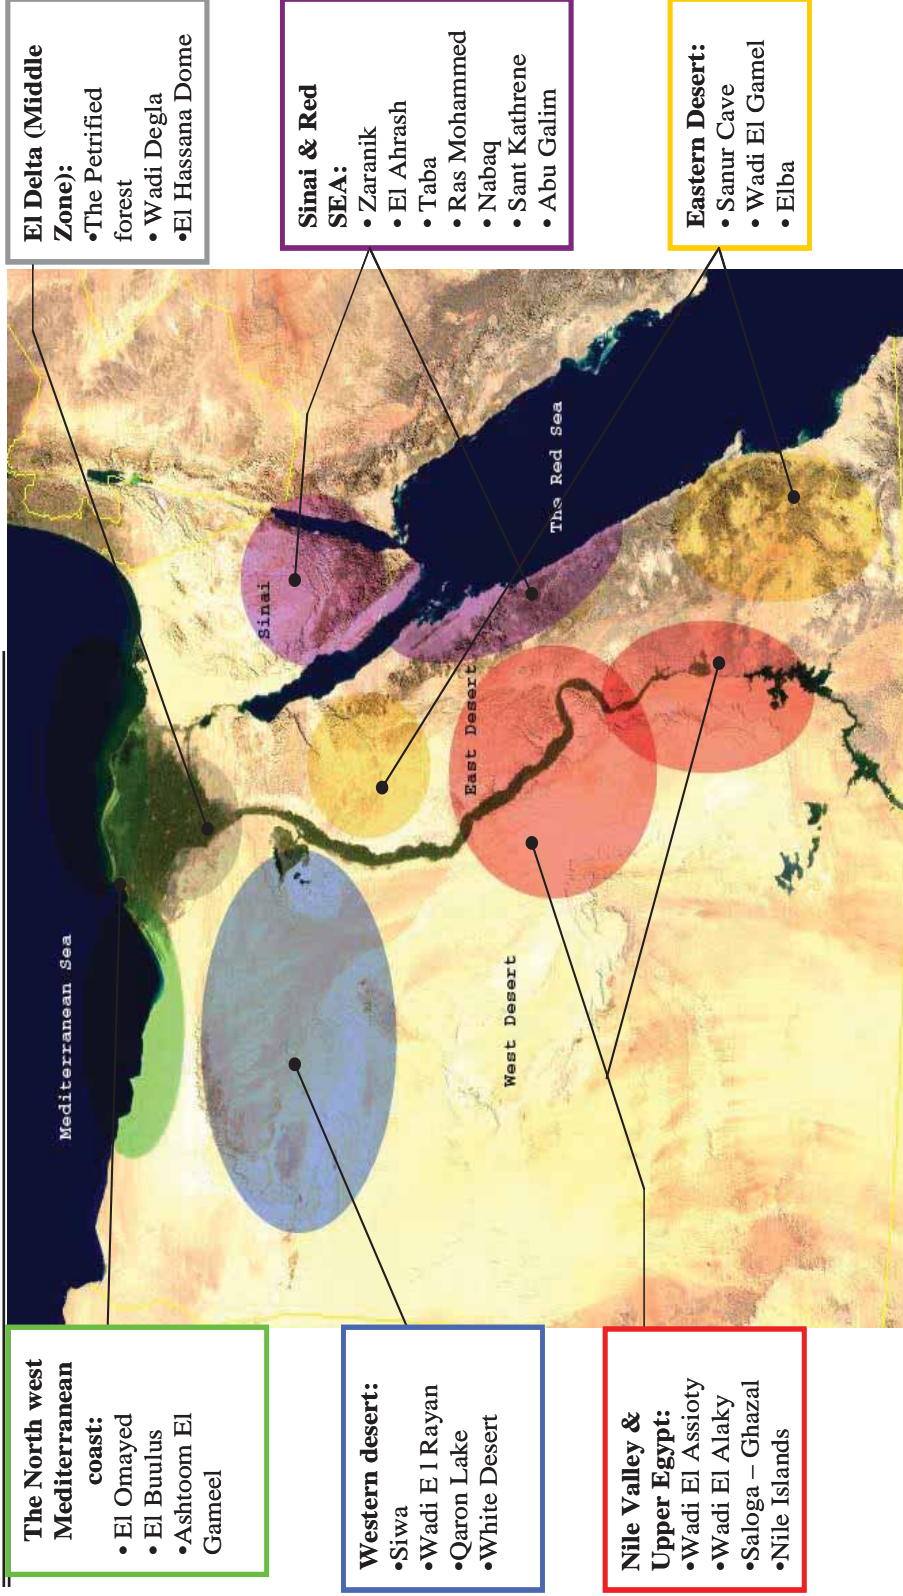 The North west
Mediterranean
coast:
• El Omayed
• El Buulus
•Ashtoom El
Gameel
Western desert:
•Siwa
•Wadi E l Rayan
•Qaron Lake
•White Desert
Nile Valley &
Upper Egypt:
•Wadi El Assioty
•Wadi El Alaky
•Saloga – Ghazal
•Nile Islands
Mediterranean Sea
West Desert
East Desert
Sinai
The Red Sea
El Delta (Middle
Zone):
•The Petrified
forest
• Wadi Degla
•El Hassana Dome
Sinai & Red
SEA:
• Zaranik
• El Ahrash
• Taba
• Ras Mohammed
• Nabaq
• Sant Kathrene
• Abu Galim
Eastern Desert:
• Sanur Cave
• Wadi El Gamel
• Elba